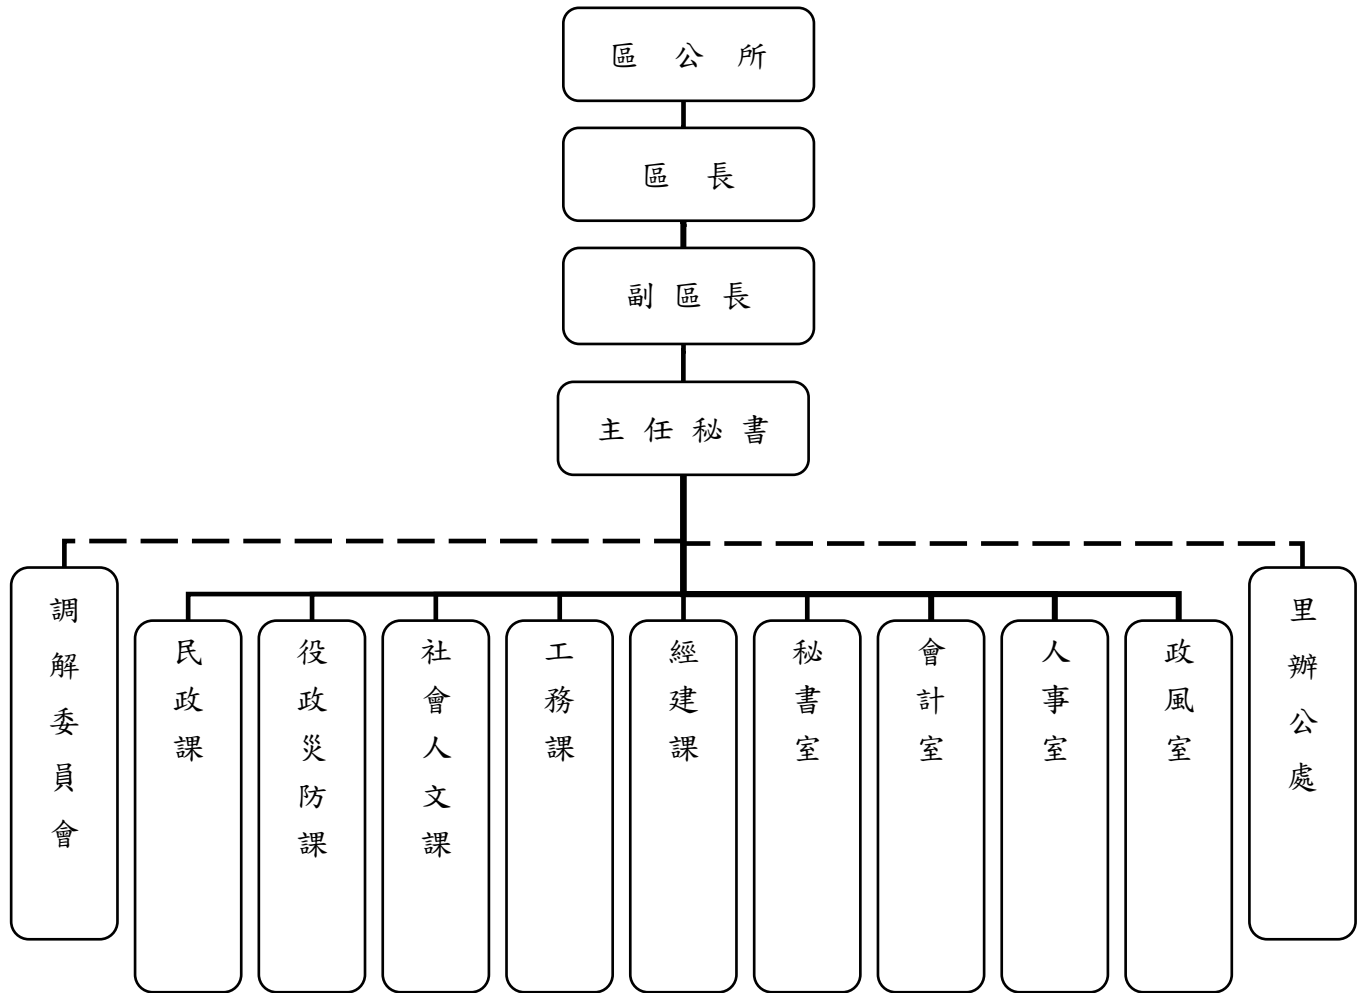 區公所
區長
副區長
主任秘書
調解委員會
民政課
役政災防課
社會人文課
工務課
經建課
秘書室
會計室
人事室
政風室
里辦公處